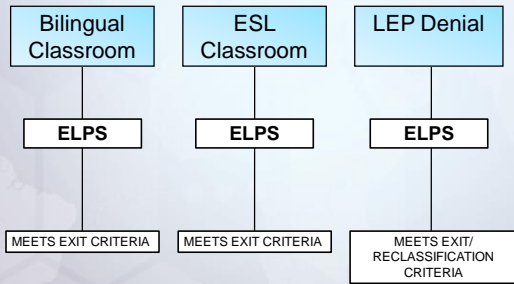 Bilingual
Classroom
ESL
Classroom
LEP Denial
ELPS
ELPS
ELPS
MEETS EXIT CRITERIA
MEETS EXIT CRITERIA
MEETS EXIT/
RECLASSIFICATION
CRITERIA